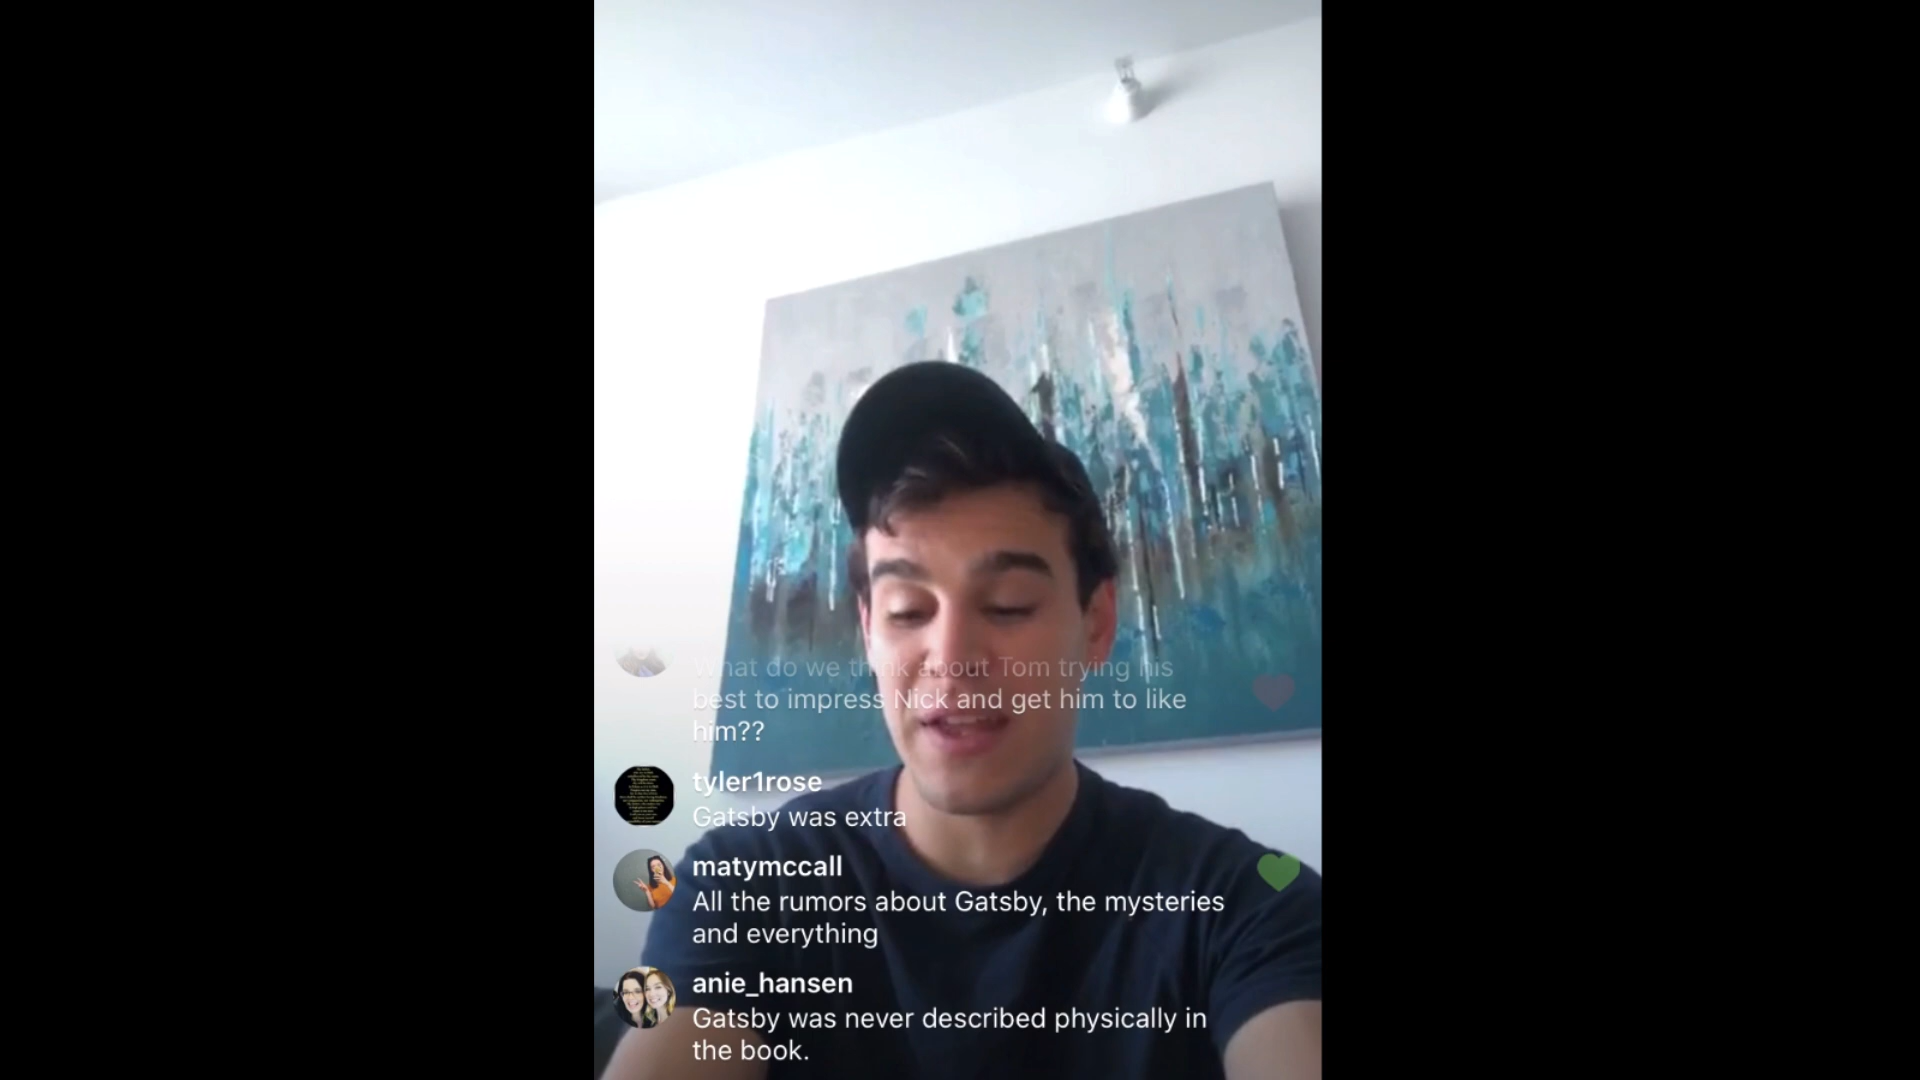 What do we think about Tom trying his
best to impress Nick and get him to like
him??
tyler1rose
Gatsby was extra
matymccall
All the rumors about Gatsby, the mysteries
and everything
anie_hansen
Gatsby was never described physically in
the book.